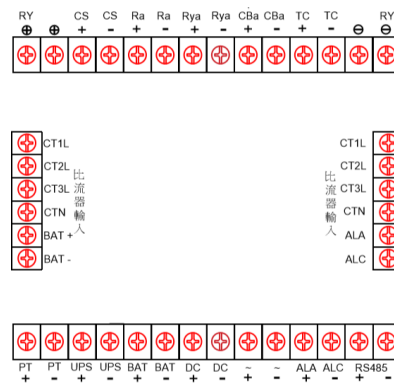 RY CS CS Ra Ra Rya Rya CBa CBa TC TC RY
⊕ ⊕ + - + - + - + - + - ⊖ ⊖
CT1L
CT2L
CT3L
CTN
BAT +
BAT -
比流器輸入
CT1L
CT2L
CT3L
CTN
ALA
ALC
比流器輸入
PT PT UPS UPS BAT BAT DC DC ~ ~ ALA ALC RS485
+ - + - + - + - + - + - + -